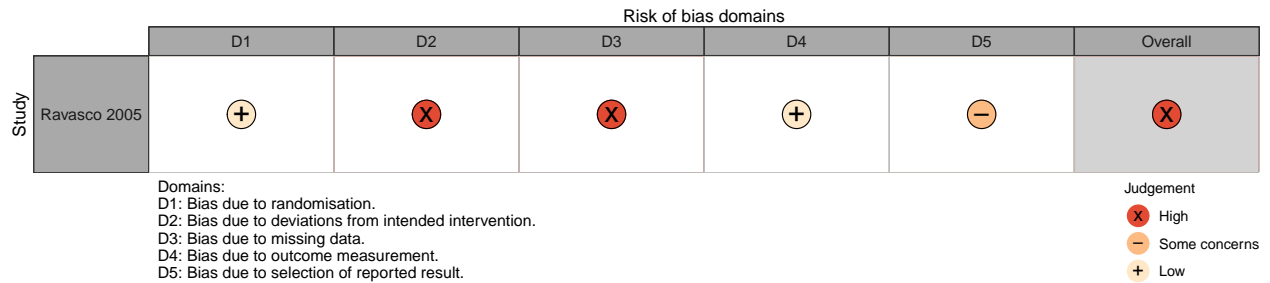 Risk of bias domains
D1 D2 D3 D4 D5 Overall
Study Ravasco 2005 + X X + − X
Domains:
D1: Bias due to randomisation.
D2: Bias due to deviations from intended intervention.
D3: Bias due to missing data.
D4: Bias due to outcome measurement.
D5: Bias due to selection of reported result.
Judgement
X High
− Some concerns
+ Low